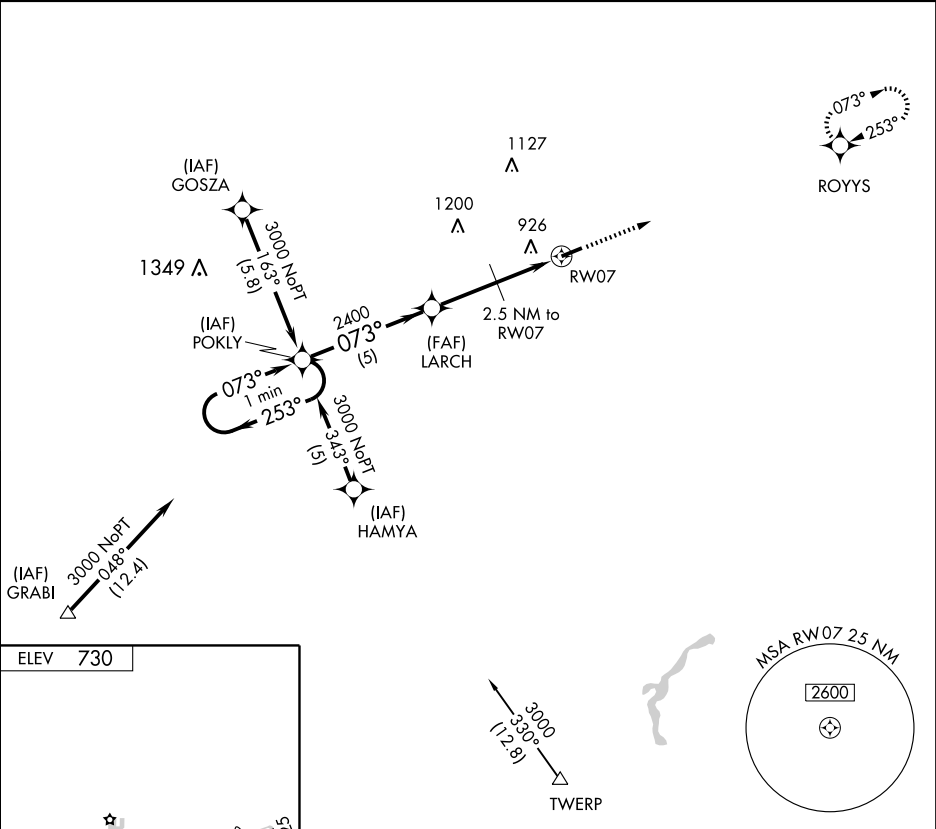 073°
253°
ROYYS
1127
(IAF)
GOSZA
1200
926
3000 NoPT
163°
(5.8)
1349
RW07
(IAF)
POKLY
2400
073°
(5)
2.5 NM to
RW07
(FAF)
LARCH
073°
1 min
253°
3000 NoPT
343°
(5)
(IAF)
HAMYA
3000 NoPT
048°
(12.4)
(IAF)
GRABI
ELEV 730
MSA RW07 25 NM
2600
3000
330°
(12.8)
TWERP